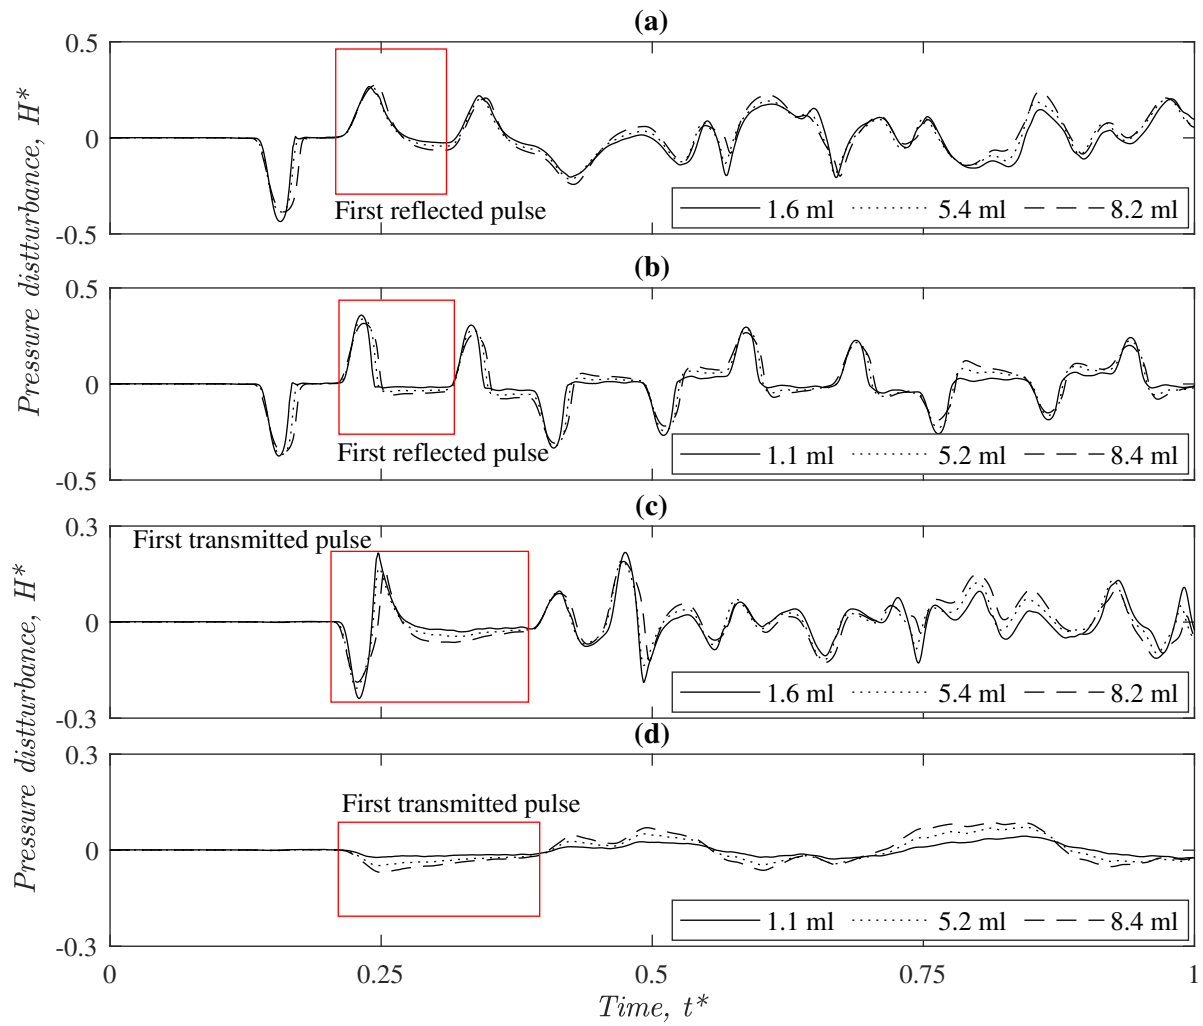 (a)
0.5
0
-0.5
Pressure distturbance, H*
First reflected pulse
1.6 ml 5.4 ml 8.2 ml
(b)
0.5
0
-0.5
First reflected pulse
1.1 ml 5.2 ml 8.4 ml
(c)
0.3
0
-0.3
Pressure distturbance, H*
First transmitted pulse
1.6 ml 5.4 ml 8.2 ml
(d)
0.3
0
-0.3
First transmitted pulse
1.1 ml 5.2 ml 8.4 ml
0 0.25 0.5 0.75 1
Time, t*